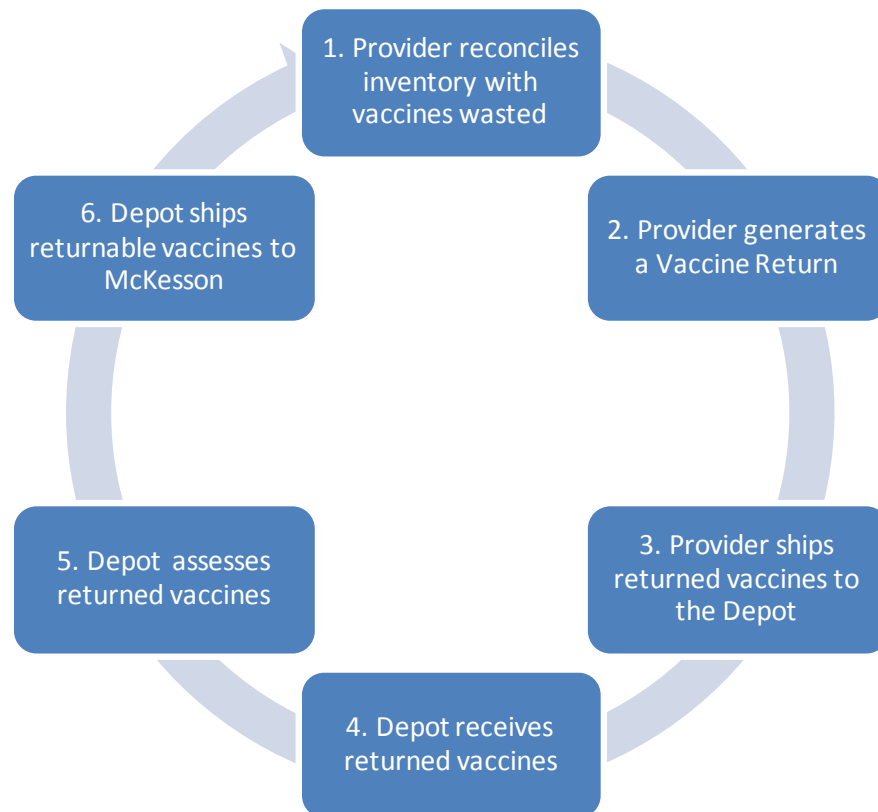 1. Provider reconciles
inventory with
vaccines wasted
2. Provider generates
a Vaccine Return
3. Provider ships
returned vaccines to
the Depot
4. Depot receives
returned vaccines
5. Depot assesses
returned vaccines
6. Depot ships
returnable vaccines to
McKesson